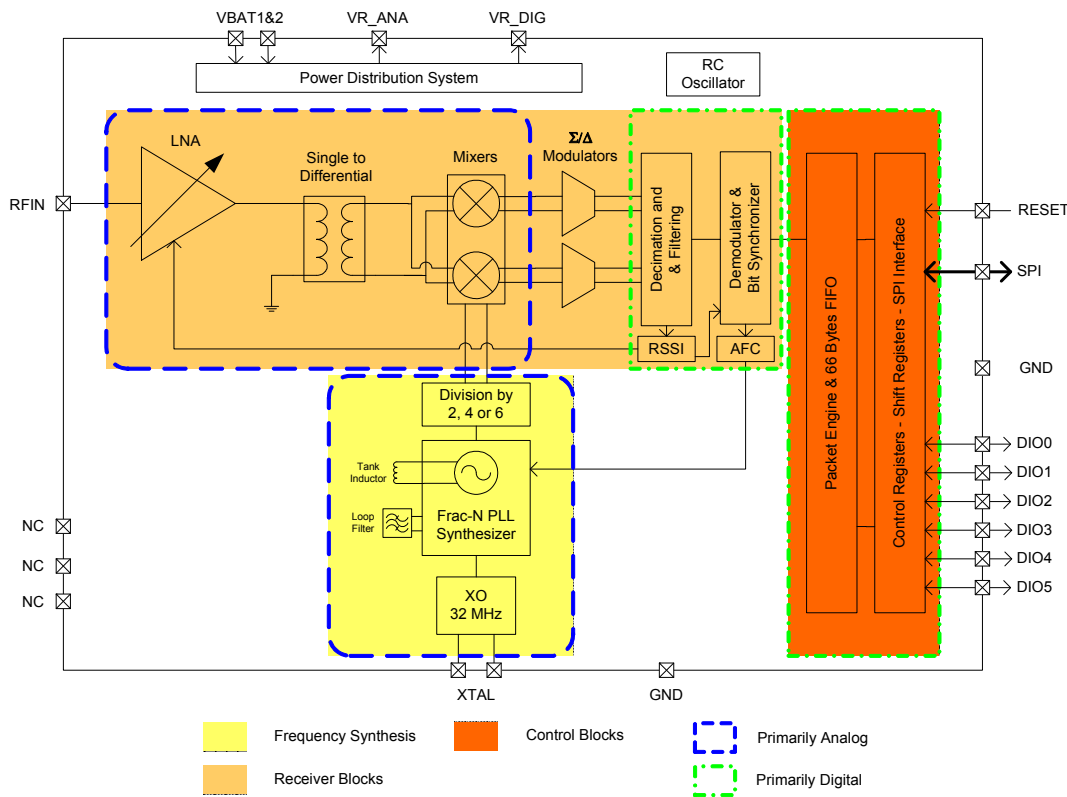 VBAT1&2
VR_ANA
VR_DIG
Power Distribution System
RC
Oscillator
LNA
Single to
Differential
Mixers
Σ/Δ
Modulators
Decimation and
& Filtering
Demodulator &
Bit Synchronizer
RSSI
AFC
Packet Engine & 66 Bytes FIFO
Control Registers - Shift Registers - SPI Interface
RFIN
RESET
SPI
GND
DIO0
DIO1
DIO2
DIO3
DIO4
DIO5
Division by
2, 4 or 6
Tank
Inductor
Loop
Filter
Frac-N PLL
Synthesizer
XO
32 MHz
NC
NC
NC
XTAL
GND
Frequency Synthesis
Control Blocks
Primarily Analog
Receiver Blocks
Primarily Digital